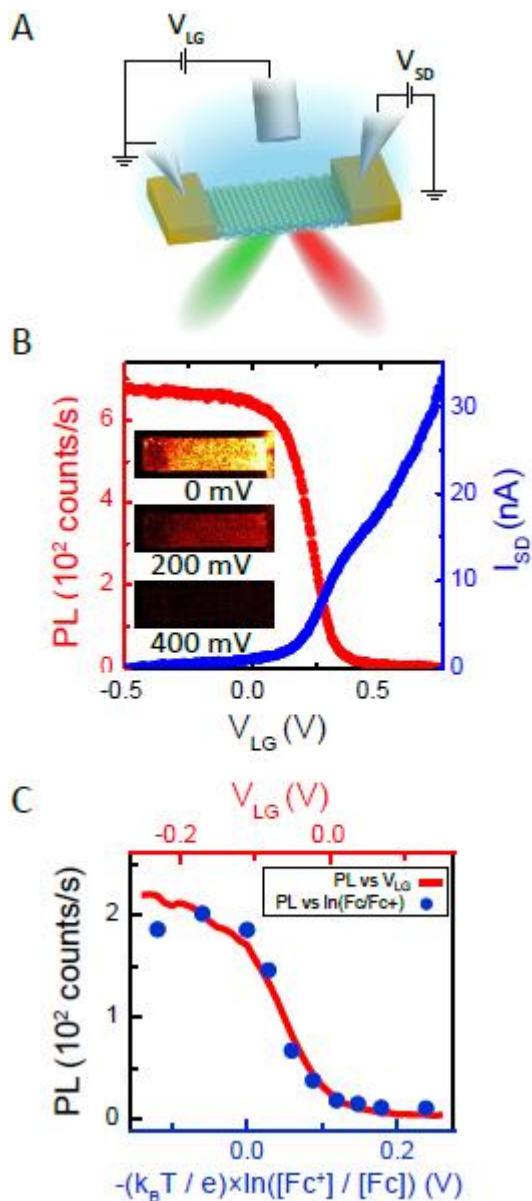 A
V_LG
V_SD
B
PL (10² counts/s)
6
4
2
0
30
20
10
0
I_SD (nA)
0 mV
200 mV
400 mV
-0.5
0.0
0.5
V_LG (V)
C
V_LG (V)
-0.2
0.0
PL vs V_LG
PL vs ln(Fc/Fc+)
PL (10² counts/s)
2
1
0
0.0
0.2
-(k_BT / e)×ln([Fc⁺] / [Fc]) (V)